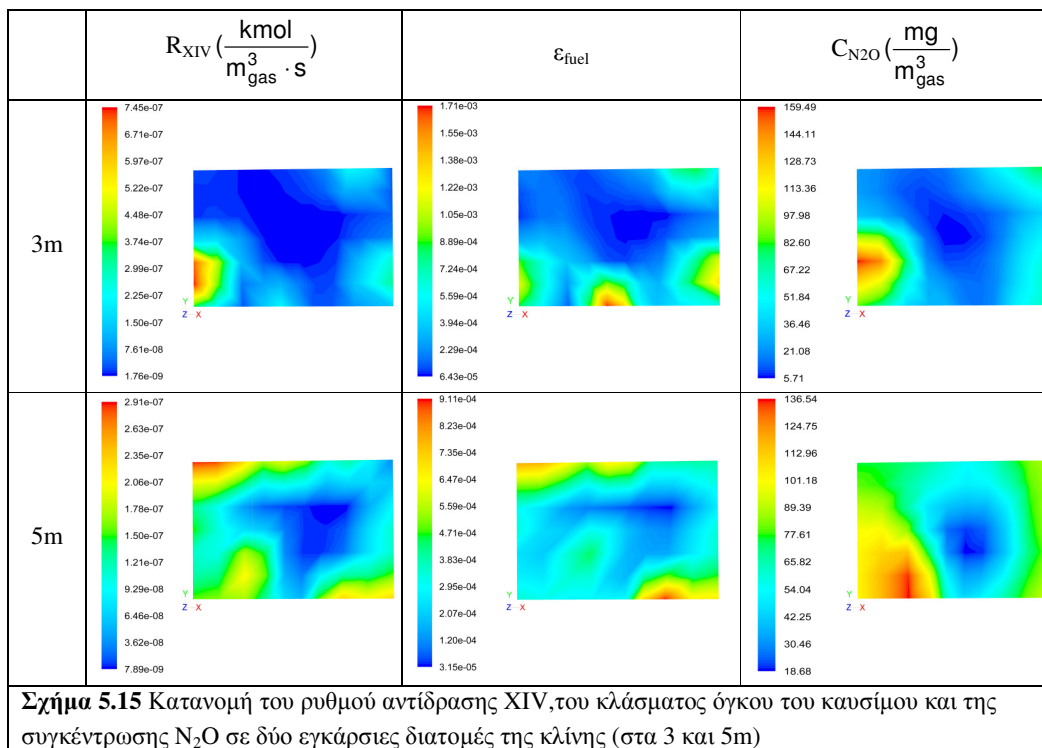 R_XIV (kmol / m³_gas · s)
ε_fuel
C_N2O (mg / m³_gas)
3m
7.45e-07
6.71e-07
5.97e-07
5.22e-07
4.48e-07
3.74e-07
2.99e-07
2.25e-07
1.50e-07
7.61e-08
1.76e-09
Y
Z X
1.71e-03
1.55e-03
1.38e-03
1.22e-03
1.05e-03
8.89e-04
7.24e-04
5.59e-04
3.94e-04
2.29e-04
6.43e-05
Y
Z X
159.49
144.11
128.73
113.36
97.98
82.60
67.22
51.84
36.46
21.08
5.71
Y
Z X
5m
2.91e-07
2.63e-07
2.35e-07
2.06e-07
1.78e-07
1.50e-07
1.21e-07
9.29e-08
6.46e-08
3.62e-08
7.89e-09
Y
Z X
9.11e-04
8.23e-04
7.35e-04
6.47e-04
5.59e-04
4.71e-04
3.83e-04
2.95e-04
2.07e-04
1.20e-04
3.15e-05
Y
Z X
136.54
124.75
112.96
101.18
89.39
77.61
65.82
54.04
42.25
30.46
18.68
Y
Z X
Σχήμα 5.15 Κατανομή του ρυθμού αντίδρασης XIV,του κλάσματος όγκου του καυσίμου και της
συγκέντρωσης N₂O σε δύο εγκάρσιες διατομές της κλίνης (στα 3 και 5m)